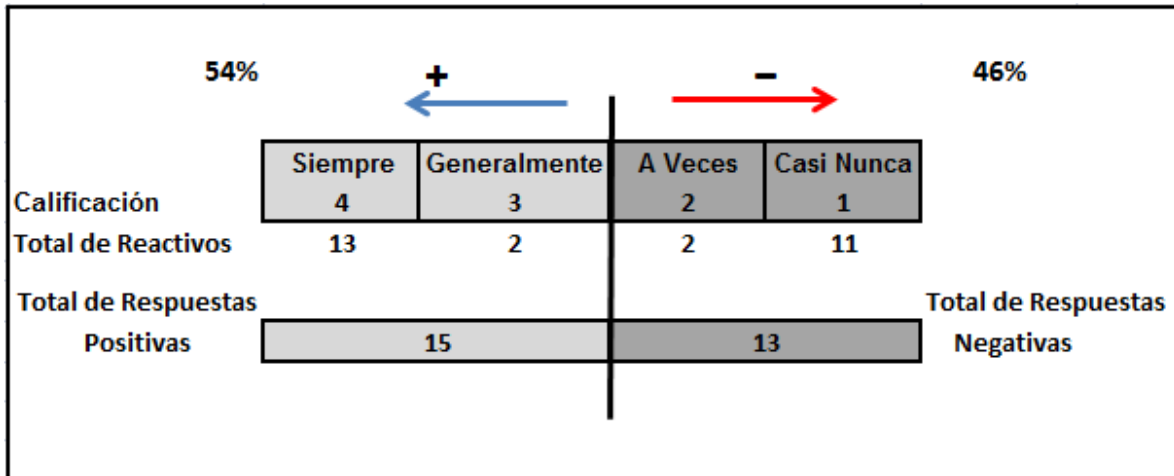 54% + − 46%
Siempre Generalmente A Veces Casi Nunca
Calificación 4 3 2 1
Total de Reactivos 13 2 2 11
Total de Respuestas Total de Respuestas
Positivas 15 13 Negativas